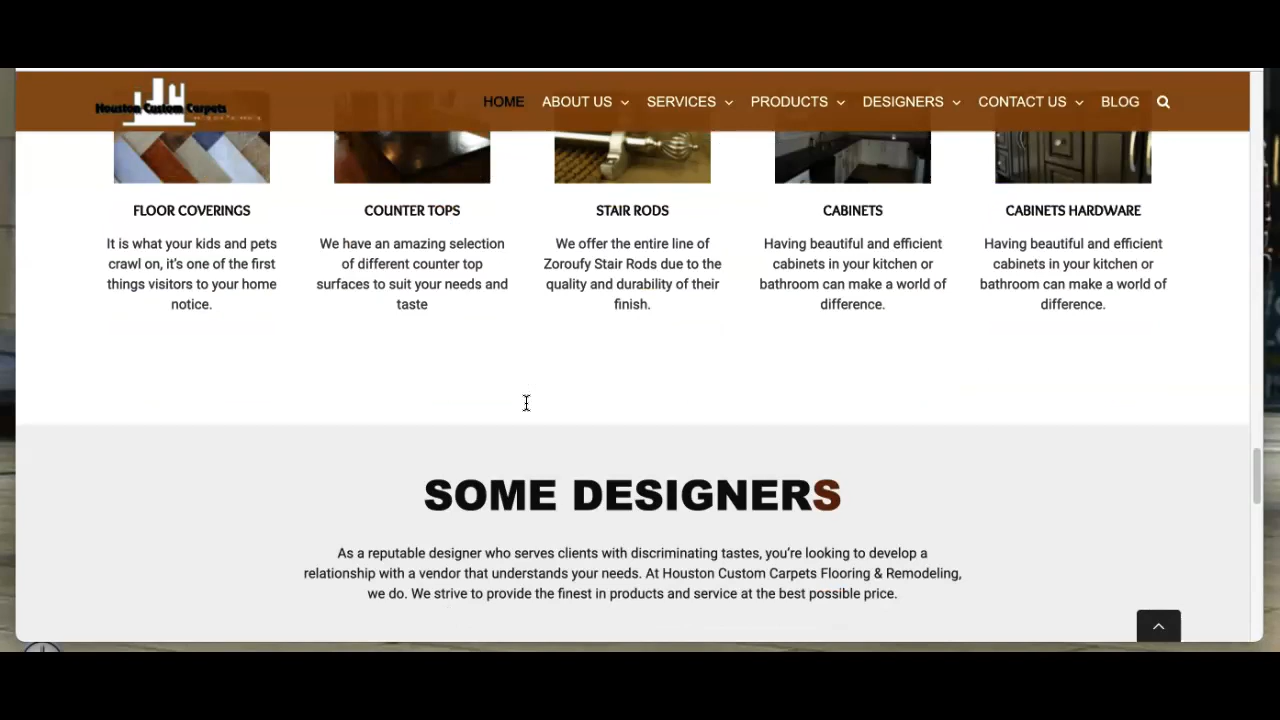 Houston Custom Carpets
HOME ABOUT US SERVICES PRODUCTS DESIGNERS CONTACT US BLOG
FLOOR COVERINGS
It is what your kids and pets
crawl on, it's one of the first
things visitors to your home
notice.
COUNTER TOPS
We have an amazing selection
of different counter top
surfaces to suit your needs and
taste
STAIR RODS
We offer the entire line of
Zoroufy Stair Rods due to the
quality and durability of their
finish.
CABINETS
Having beautiful and efficient
cabinets in your kitchen or
bathroom can make a world of
difference.
CABINETS HARDWARE
Having beautiful and efficient
cabinets in your kitchen or
bathroom can make a world of
difference.
SOME DESIGNERS
As a reputable designer who serves clients with discriminating tastes, you're looking to develop a
relationship with a vendor that understands your needs. At Houston Custom Carpets Flooring & Remodeling,
we do. We strive to provide the finest in products and service at the best possible price.